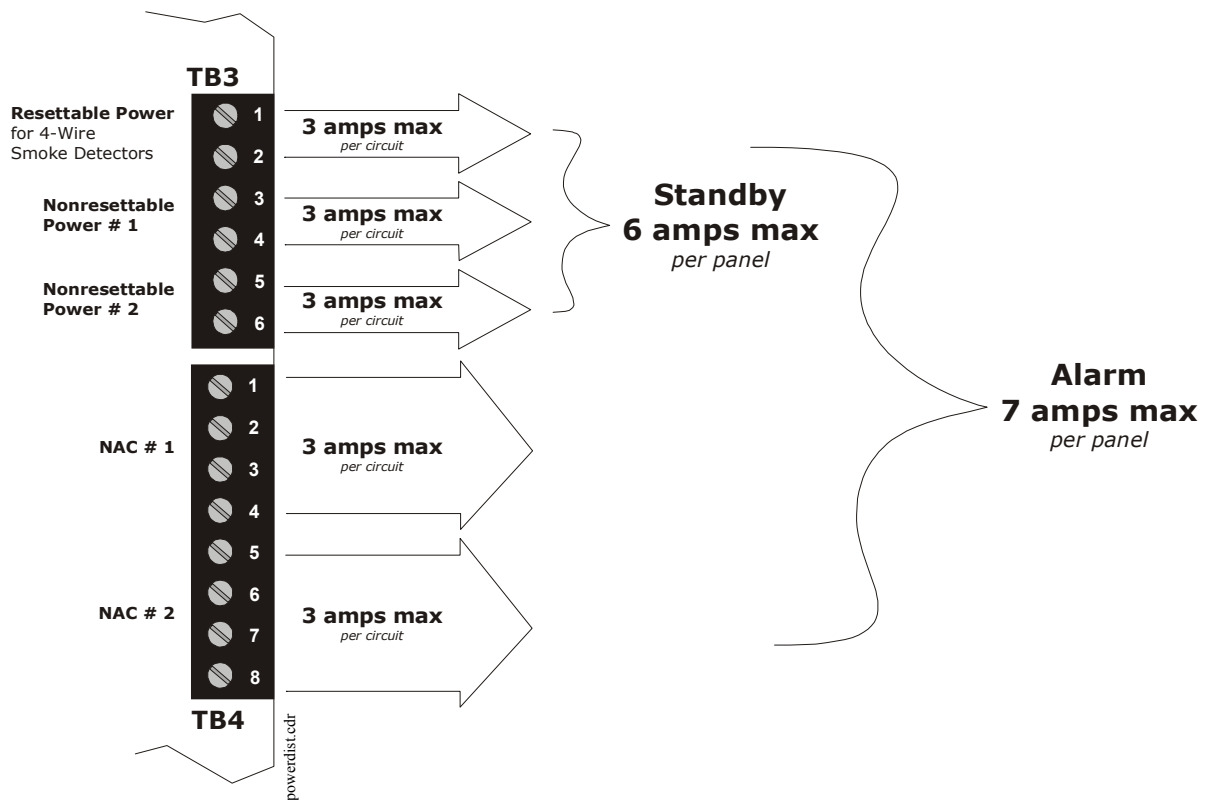 TB3
Resettable Power
for 4-Wire
Smoke Detectors
1
2
3 amps max
per circuit
Nonresettable
Power # 1
3
4
3 amps max
per circuit
Nonresettable
Power # 2
5
6
3 amps max
per circuit
Standby
6 amps max
per panel
NAC # 1
1
2
3
4
3 amps max
per circuit
NAC # 2
5
6
7
8
3 amps max
per circuit
Alarm
7 amps max
per panel
TB4
powerdist.cdr